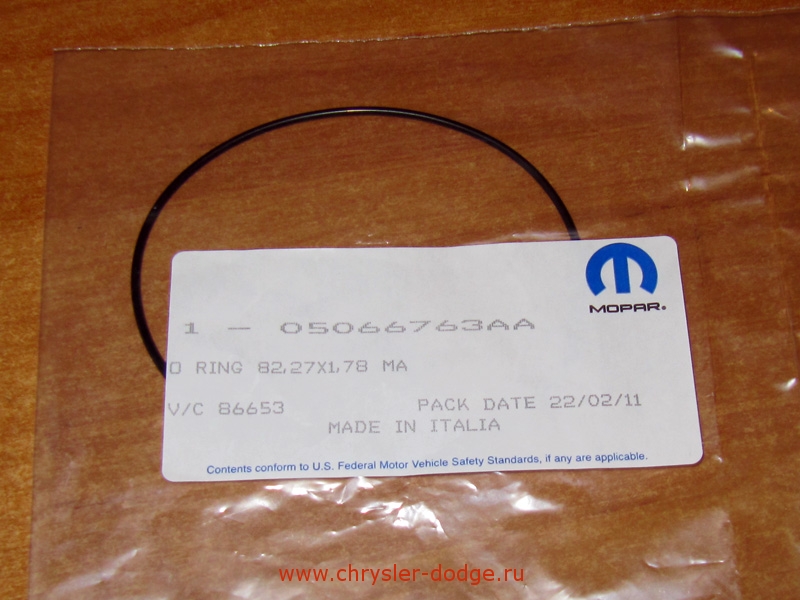 MOPAR®
1 - 05066763AA
O RING 82,27X1,78 MA
V/C 86653 PACK DATE 22/02/11
MADE IN ITALIA
Contents conform to U.S. Federal Motor Vehicle Safety Standards, if any are applicable.
www.chrysler-dodge.ru